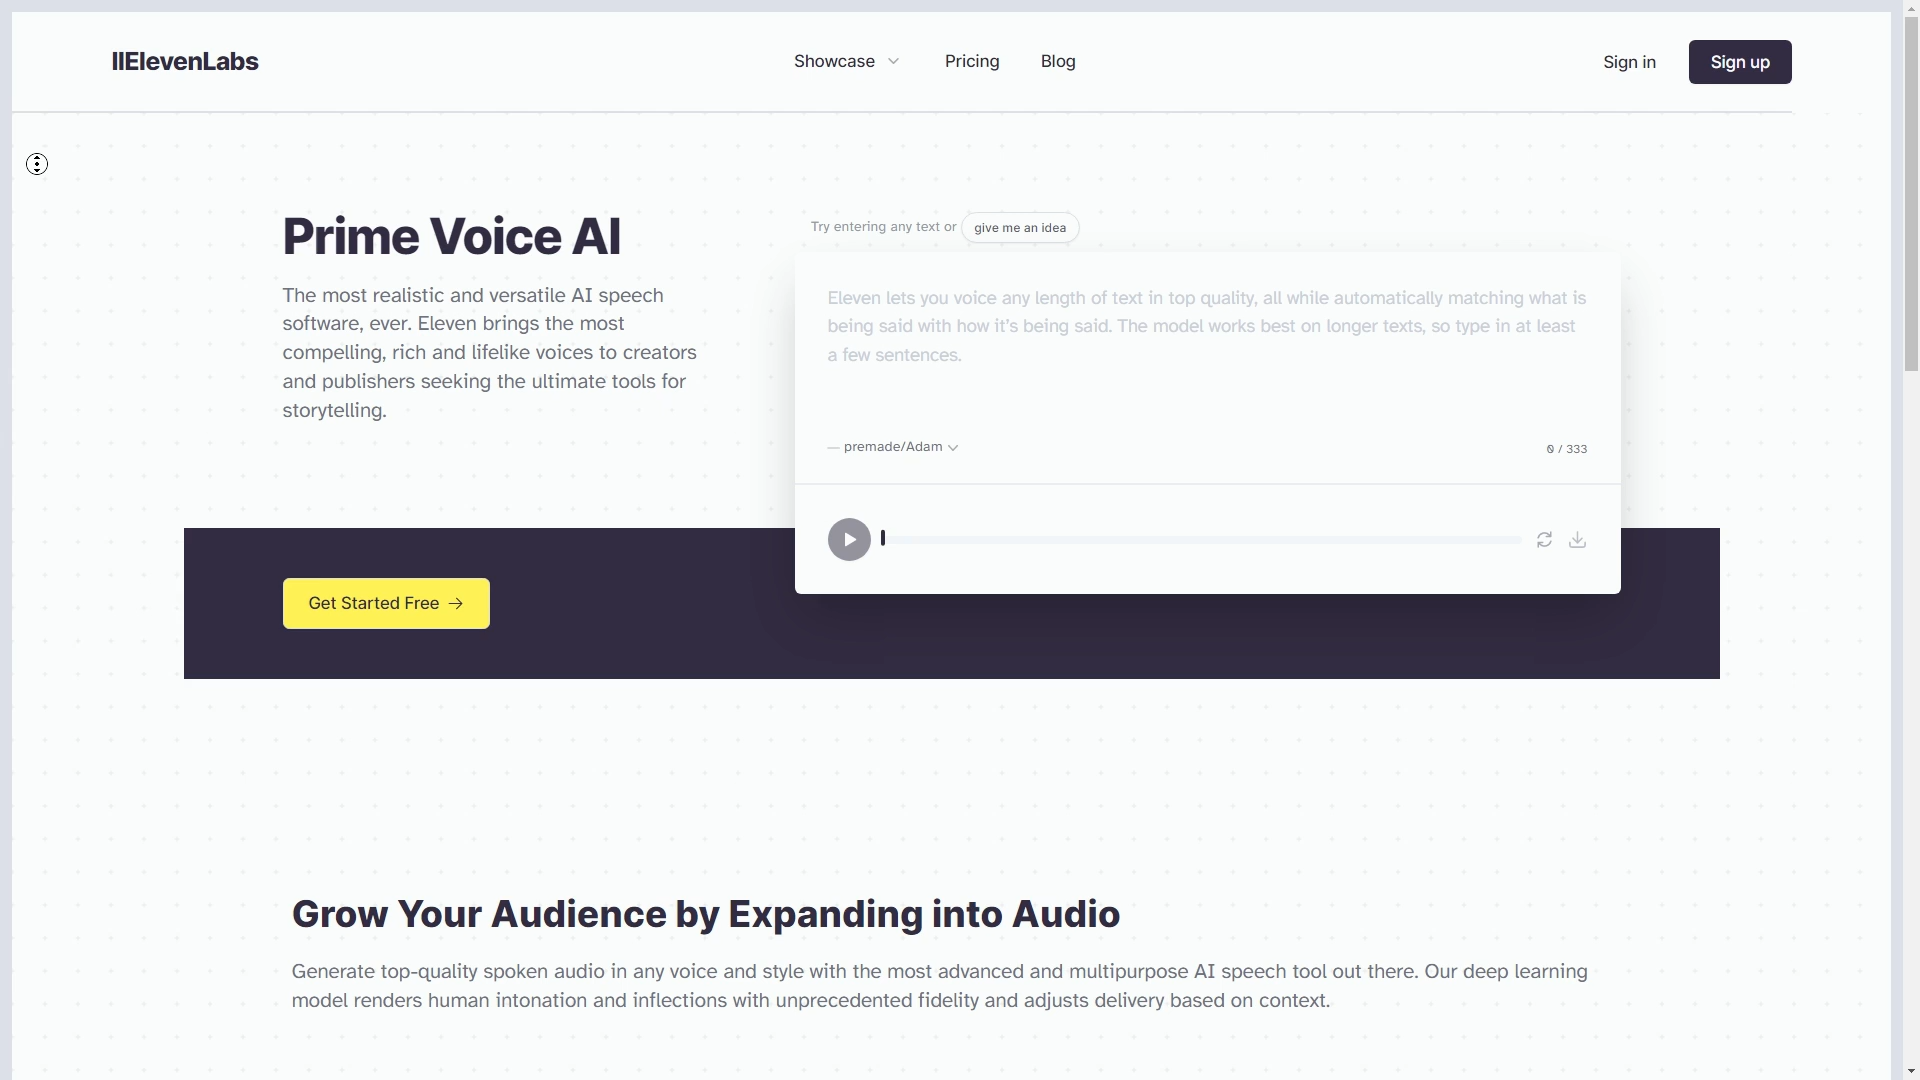 IIElevenLabs
Showcase
Pricing
Blog
Sign in
Sign up
Prime Voice AI
The most realistic and versatile AI speech
software, ever. Eleven brings the most
compelling, rich and lifelike voices to creators
and publishers seeking the ultimate tools for
storytelling.
Try entering any text or give me an idea
Eleven lets you voice any length of text in top quality, all while automatically matching what is
being said with how it's being said. The model works best on longer texts, so type in at least
a few sentences.
— premade/Adam
0 / 333
Get Started Free →
Grow Your Audience by Expanding into Audio
Generate top-quality spoken audio in any voice and style with the most advanced and multipurpose AI speech tool out there. Our deep learning
model renders human intonation and inflections with unprecedented fidelity and adjusts delivery based on context.